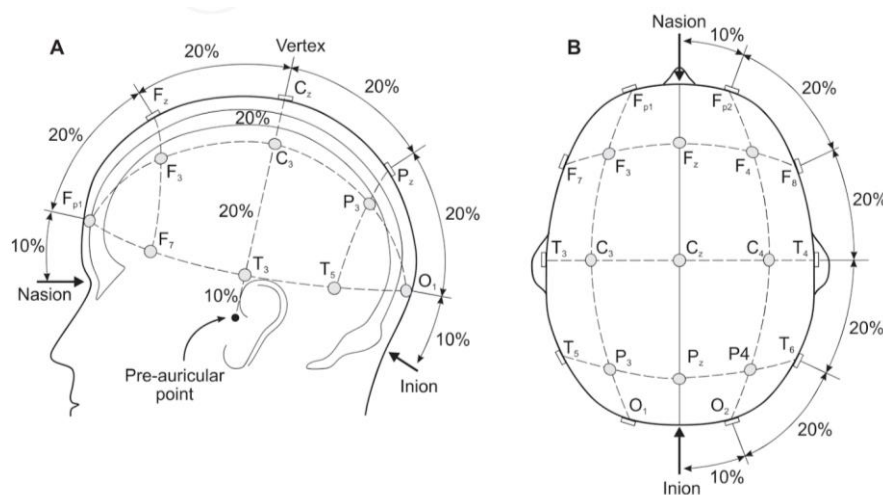 A
Vertex
20%
20%
Fz
Cz
20%
20%
20%
F3
C3
Pz
Fp1
20%
P3
20%
10%
F7
T3
T5
O1
Nasion
10%
10%
Pre-auricular
point
Inion
B
Nasion
10%
Fp1
Fp2
20%
F7
F3
Fz
F4
F8
20%
T3
C3
Cz
C4
T4
20%
T5
P3
Pz
P4
T6
O1
O2
20%
10%
Inion